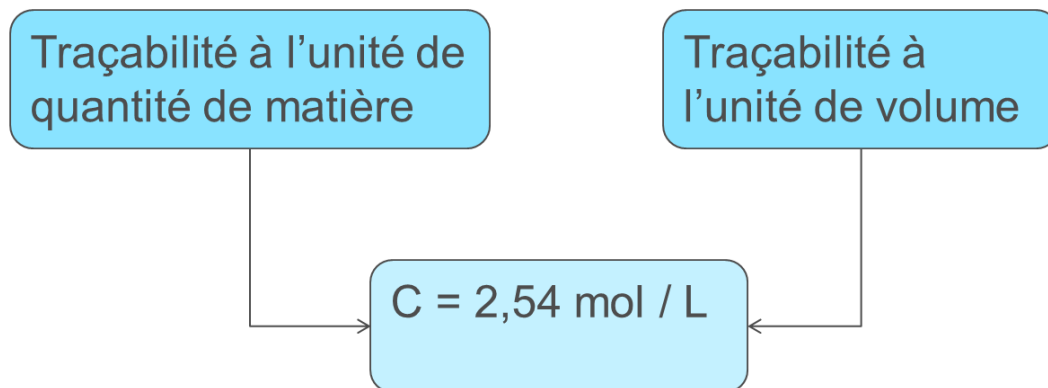 Traçabilité à l’unité de
quantité de matière
Traçabilité à
l’unité de volume
C = 2,54 mol / L